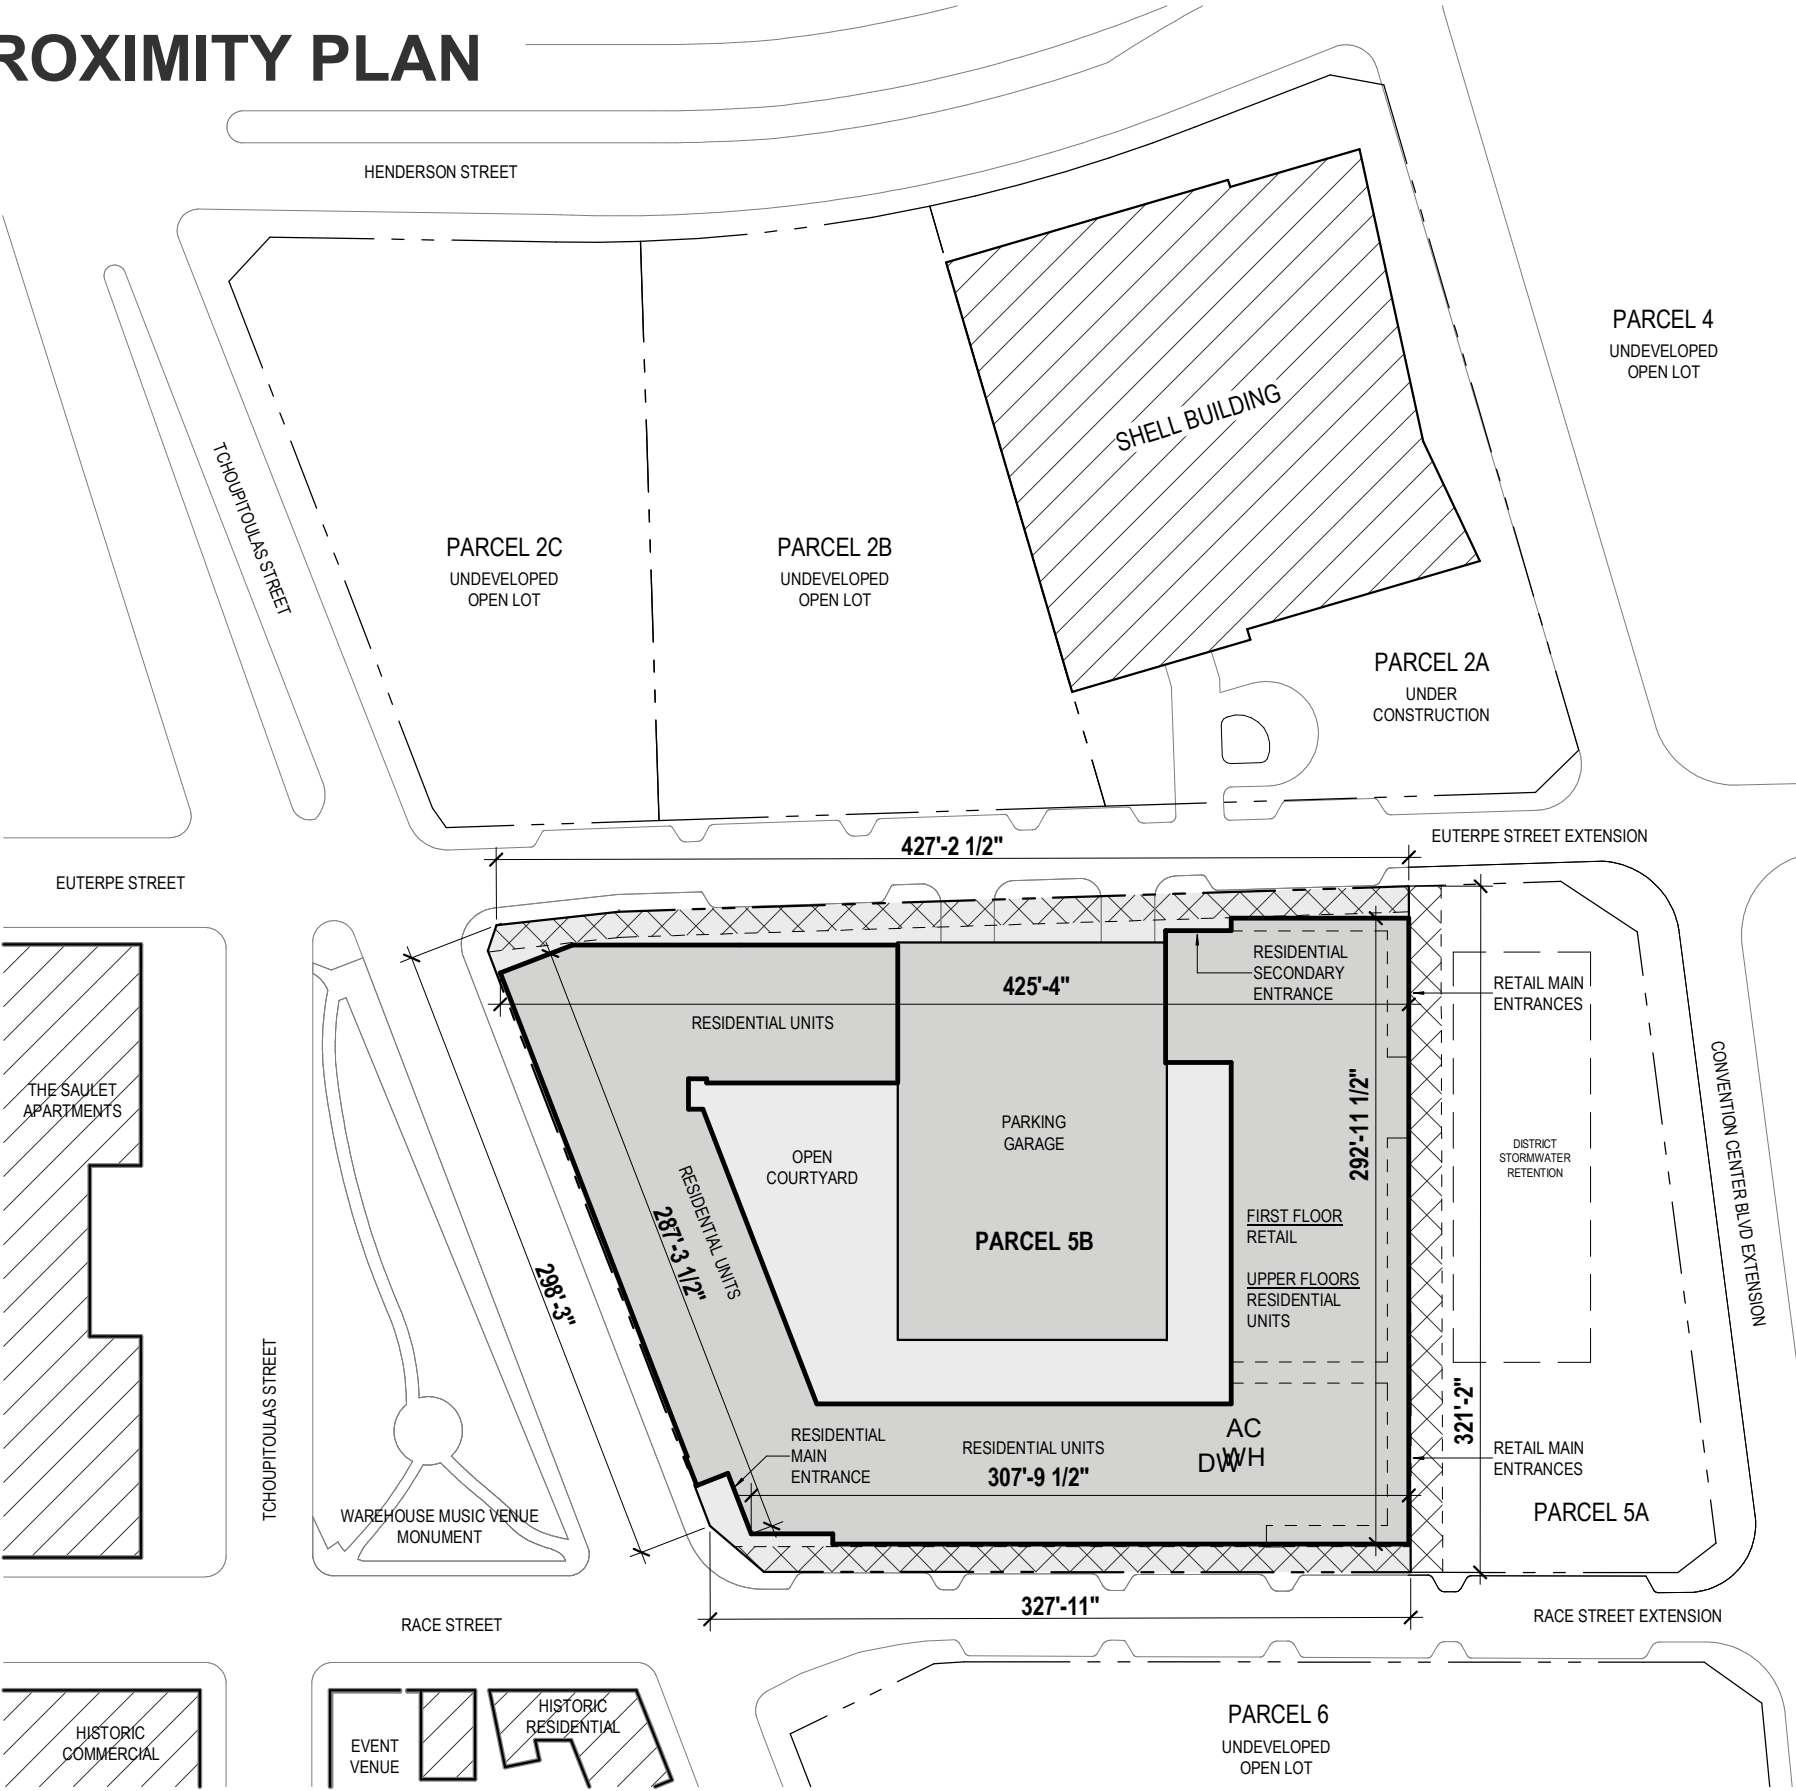 ROXIMITY PLAN
HENDERSON STREET
PARCEL 4
UNDEVELOPED
OPEN LOT
SHELL BUILDING
TCHOUPITOULAS STREET
PARCEL 2C
UNDEVELOPED
OPEN LOT
PARCEL 2B
UNDEVELOPED
OPEN LOT
PARCEL 2A
UNDER
CONSTRUCTION
427'-2 1/2"
EUTERPE STREET EXTENSION
EUTERPE STREET
RESIDENTIAL
SECONDARY
ENTRANCE
425'-4"
RETAIL MAIN
ENTRANCES
RESIDENTIAL UNITS
THE SAULET
APARTMENTS
PARKING
GARAGE
292'-11 1/2"
CONVENTION CENTER BLVD EXTENSION
OPEN
COURTYARD
DISTRICT
STORMWATER
RETENTION
RESIDENTIAL UNITS
287'-3 1/2"
298'-3"
PARCEL 5B
FIRST FLOOR
RETAIL
UPPER FLOORS
RESIDENTIAL
UNITS
TCHOUPITOULAS STREET
321'-2"
RESIDENTIAL
MAIN
ENTRANCE
RESIDENTIAL UNITS
307'-9 1/2"
AC
DW
WH
RETAIL MAIN
ENTRANCES
PARCEL 5A
WAREHOUSE MUSIC VENUE
MONUMENT
327'-11"
RACE STREET
RACE STREET EXTENSION
HISTORIC
COMMERCIAL
EVENT
VENUE
HISTORIC
RESIDENTIAL
PARCEL 6
UNDEVELOPED
OPEN LOT